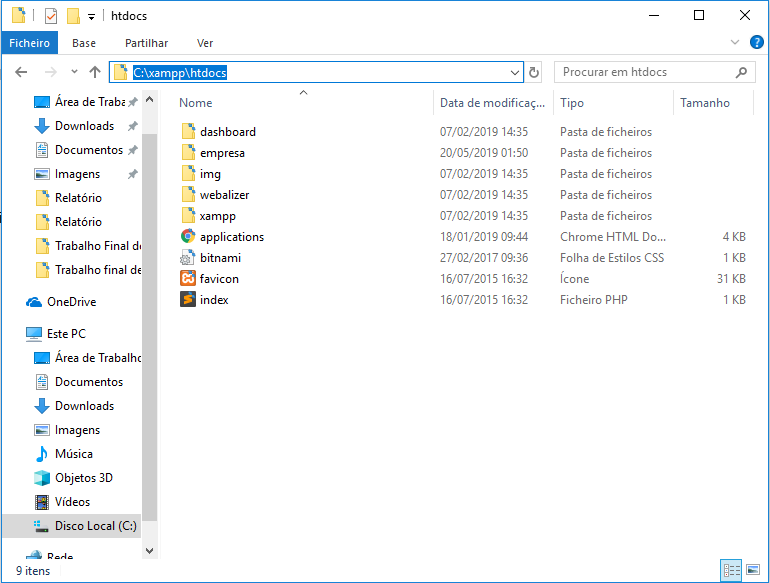 htdocs
Ficheiro Base Partilhar Ver
C:\xampp\htdocs Procurar em htdocs
Nome Data de modificaç... Tipo Tamanho
Área de Traba
Downloads
Documentos
Imagens
Relatório
Relatório
Trabalho Final de
Trabalho final de
OneDrive
Este PC
Área de Trabalho
Documentos
Downloads
Imagens
Música
Objetos 3D
Vídeos
Disco Local (C:)
Rede
dashboard 07/02/2019 14:35 Pasta de ficheiros
empresa 20/05/2019 01:50 Pasta de ficheiros
img 07/02/2019 14:35 Pasta de ficheiros
webalizer 07/02/2019 14:35 Pasta de ficheiros
xampp 07/02/2019 14:35 Pasta de ficheiros
applications 18/01/2019 09:44 Chrome HTML Do... 4 KB
bitnami 27/02/2017 09:36 Folha de Estilos CSS 1 KB
favicon 16/07/2015 16:32 Ícone 31 KB
index 16/07/2015 16:32 Ficheiro PHP 1 KB
9 itens